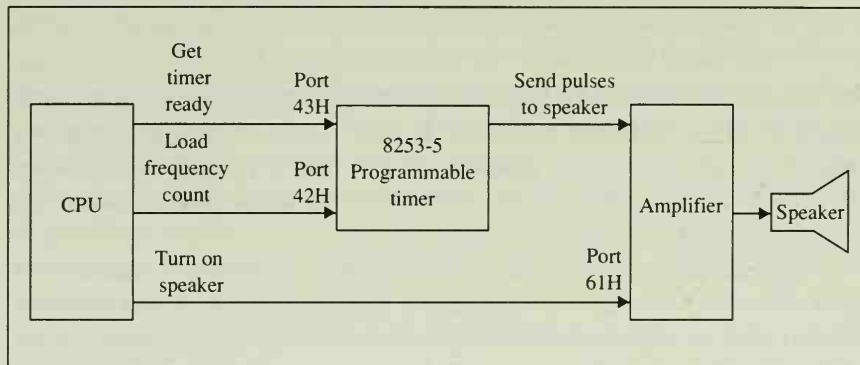 Get
timer
ready
Port
43H
Send pulses
to speaker
Load
frequency
count
Port
42H
8253-5
Programmable
timer
CPU
Amplifier
Speaker
Turn on
speaker
Port
61H